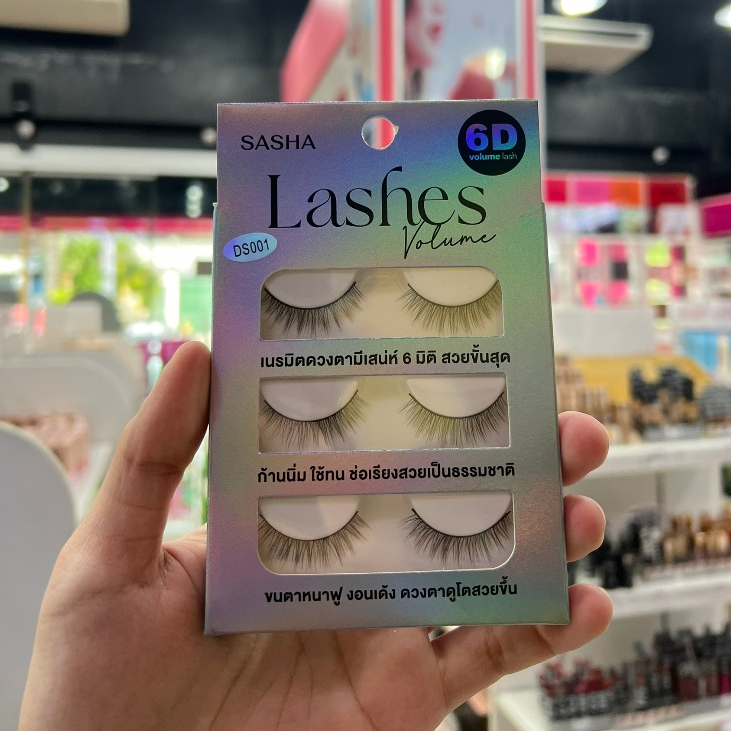 SASHA
6D
volume lash
Lashes
Volume
DS001
เนรมิตดวงตามีเสน่ห์ 6 มิติ สวยขั้นสุด
ก้านนิ่ม ใช้ทน ช่อเรียงสวยเป็นธรรมชาติ
ขนตาหนาฟู งอนเด้ง ดวงตาดูโตสวยขึ้น